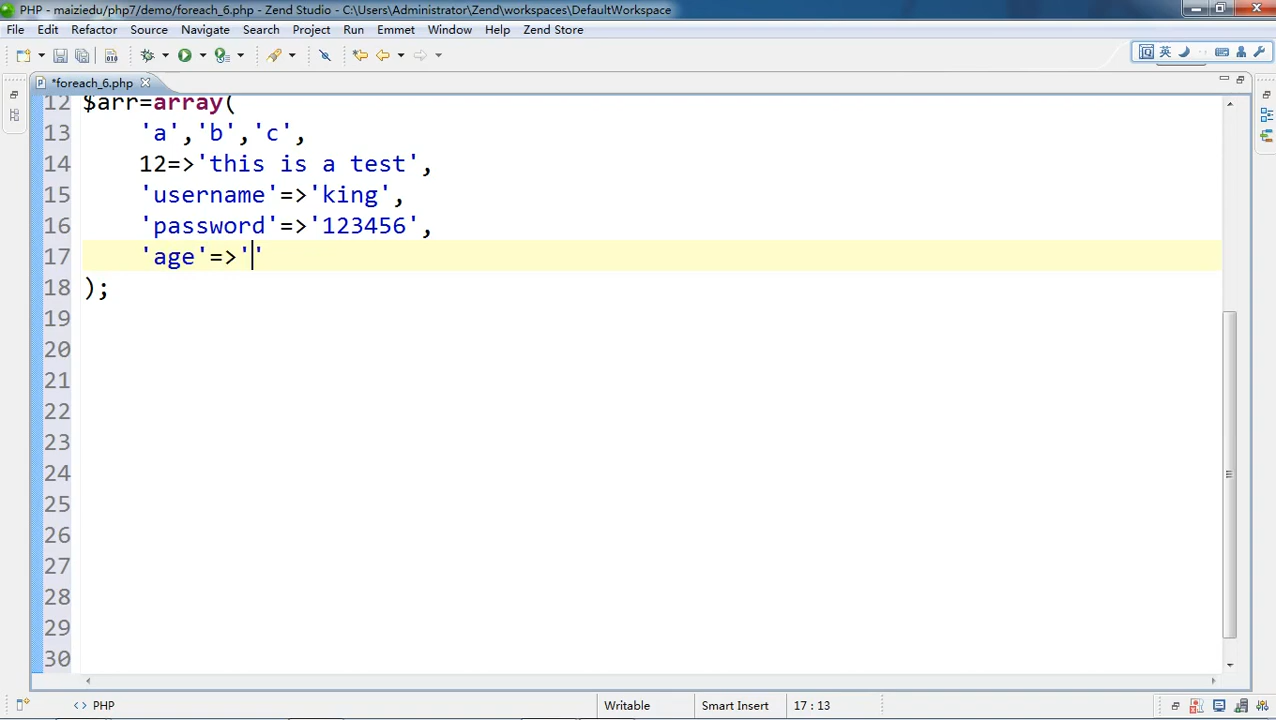 PHP - maiziedu/php7/demo/foreach_6.php - Zend Studio - C:\Users\Administrator\Zend\workspaces\DefaultWorkspace
File Edit Refactor Source Navigate Search Project Run Emmet Window Help Zend Store
英
*foreach_6.php
12 $arr=array(
13 'a','b','c',
14 12=>'this is a test',
15 'username'=>'king',
16 'password'=>'123456',
17 'age'=>''
18 );
19
20
21
22
23
24
25
26
27
28
29
30
<> PHP Writable Smart Insert 17 : 13